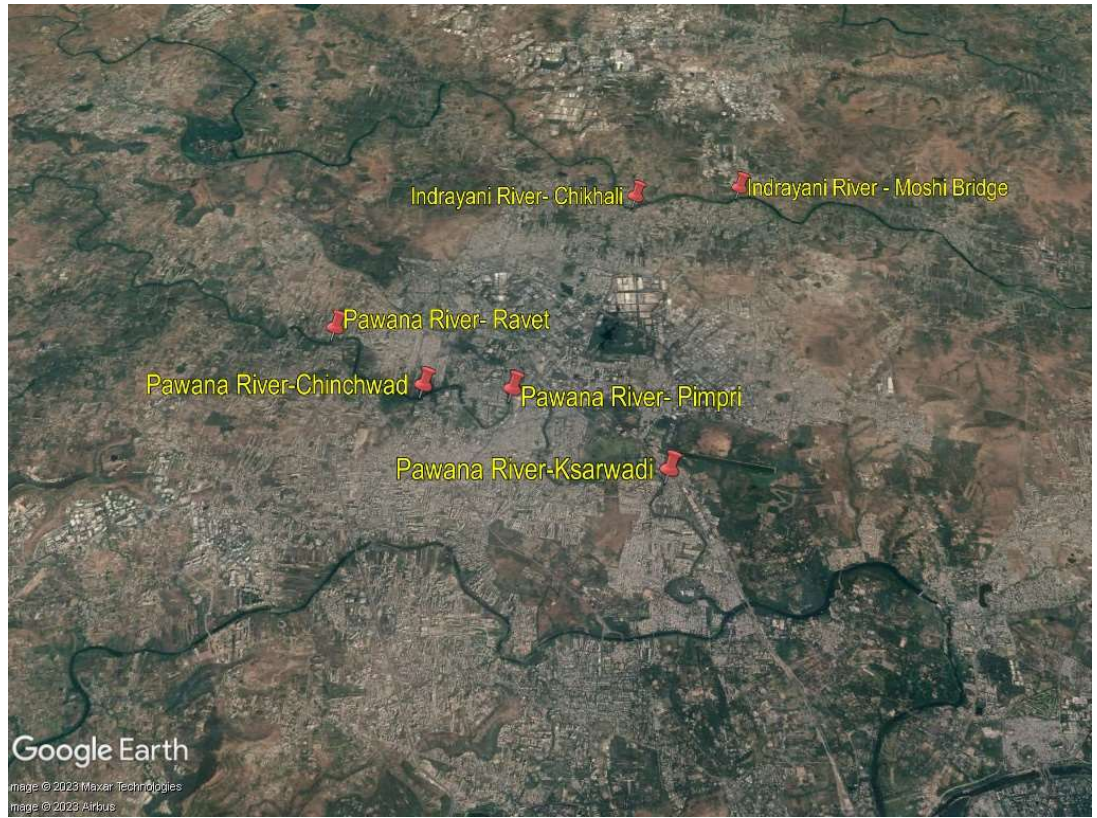 Indrayani River- Chikhali
Indrayani River - Moshi Bridge
Pawana River- Ravet
Pawana River-Chinchwad
Pawana River- Pimpri
Pawana River-Ksarwadi
Google Earth
mage © 2023 Maxar Technologies
mage © 2023 Airbus